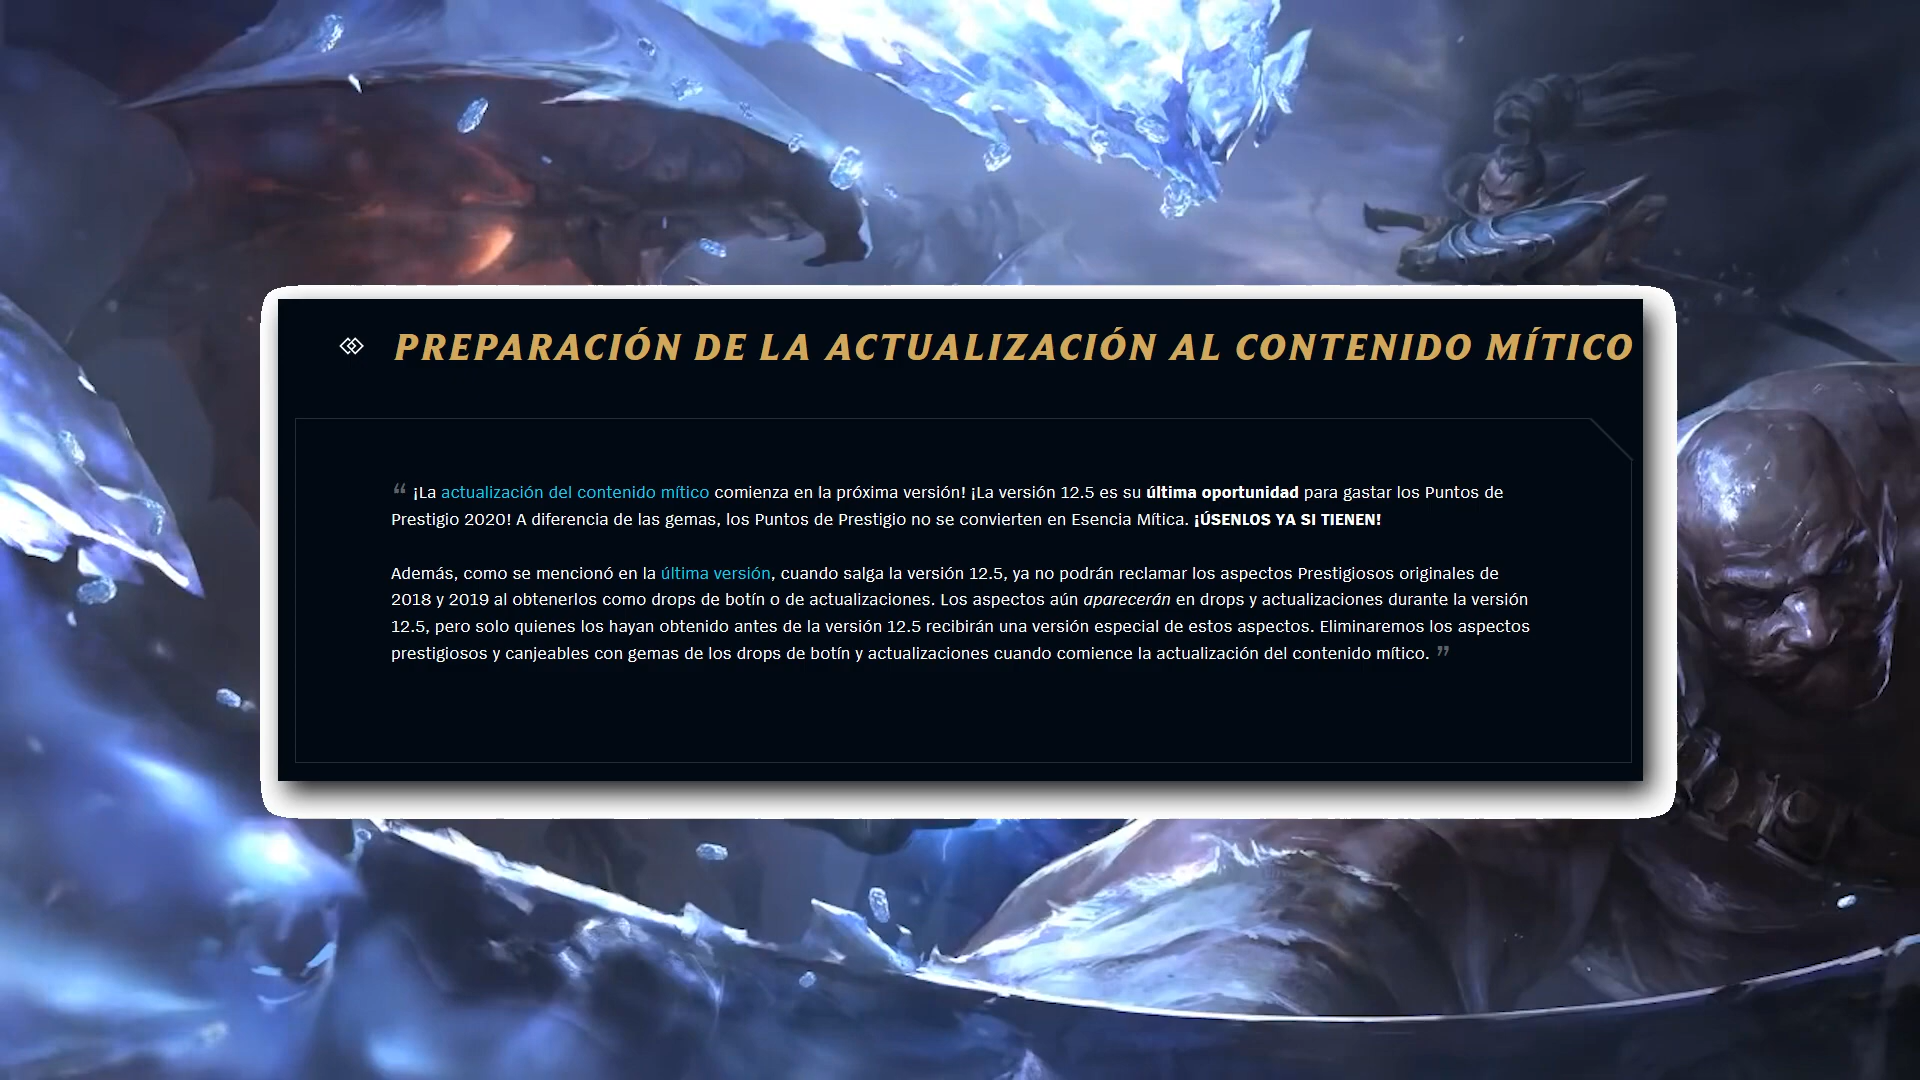 PREPARACIÓN DE LA ACTUALIZACIÓN AL CONTENIDO MÍTICO
“ ¡La actualización del contenido mítico comienza en la próxima versión! ¡La versión 12.5 es su última oportunidad para gastar los Puntos de
Prestigio 2020! A diferencia de las gemas, los Puntos de Prestigio no se convierten en Esencia Mítica. ¡ÚSENLOS YA SI TIENEN!
Además, como se mencionó en la última versión, cuando salga la versión 12.5, ya no podrán reclamar los aspectos Prestigiosos originales de
2018 y 2019 al obtenerlos como drops de botín o de actualizaciones. Los aspectos aún aparecerán en drops y actualizaciones durante la versión
12.5, pero solo quienes los hayan obtenido antes de la versión 12.5 recibirán una versión especial de estos aspectos. Eliminaremos los aspectos
prestigiosos y canjeables con gemas de los drops de botín y actualizaciones cuando comience la actualización del contenido mítico. ”